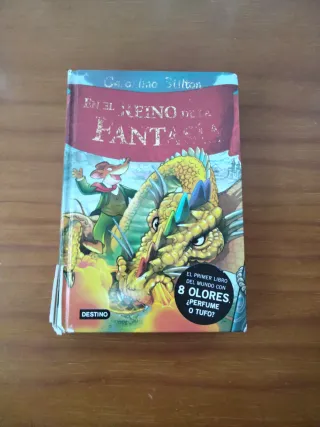 Geronimo Stilton
EN EL REINO DE LA
FANTASÍA
EL PRIMER LIBRO
DEL MUNDO CON
8 OLORES.
¿PERFUME
O TUFO?
DESTINO